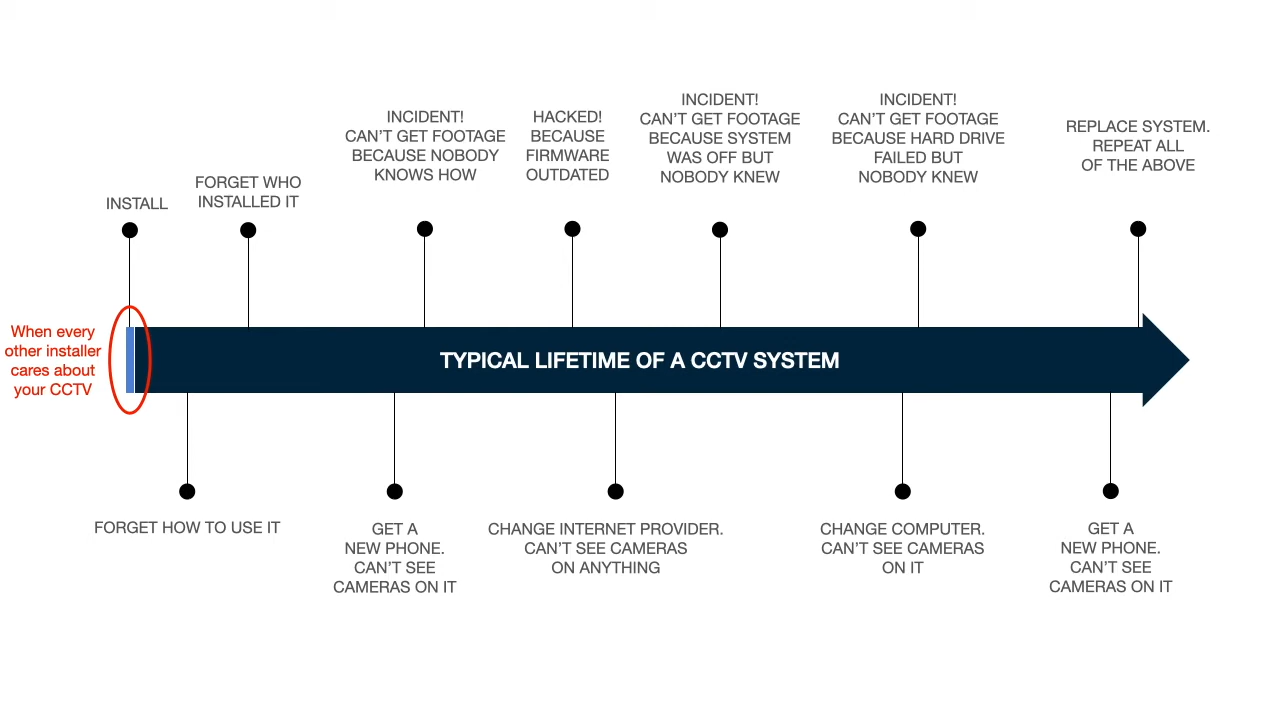 INCIDENT!
CAN'T GET FOOTAGE
BECAUSE NOBODY
KNOWS HOW
HACKED!
BECAUSE
FIRMWARE
OUTDATED
INCIDENT!
CAN'T GET FOOTAGE
BECAUSE SYSTEM
WAS OFF BUT
NOBODY KNEW
INCIDENT!
CAN'T GET FOOTAGE
BECAUSE HARD DRIVE
FAILED BUT
NOBODY KNEW
REPLACE SYSTEM.
REPEAT ALL
OF THE ABOVE
FORGET WHO
INSTALLED IT
INSTALL
When every
other installer
cares about
your CCTV
TYPICAL LIFETIME OF A CCTV SYSTEM
FORGET HOW TO USE IT
GET A
NEW PHONE.
CAN'T SEE
CAMERAS ON IT
CHANGE INTERNET PROVIDER.
CAN'T SEE CAMERAS
ON ANYTHING
CHANGE COMPUTER.
CAN'T SEE CAMERAS
ON IT
GET A
NEW PHONE.
CAN'T SEE
CAMERAS ON IT